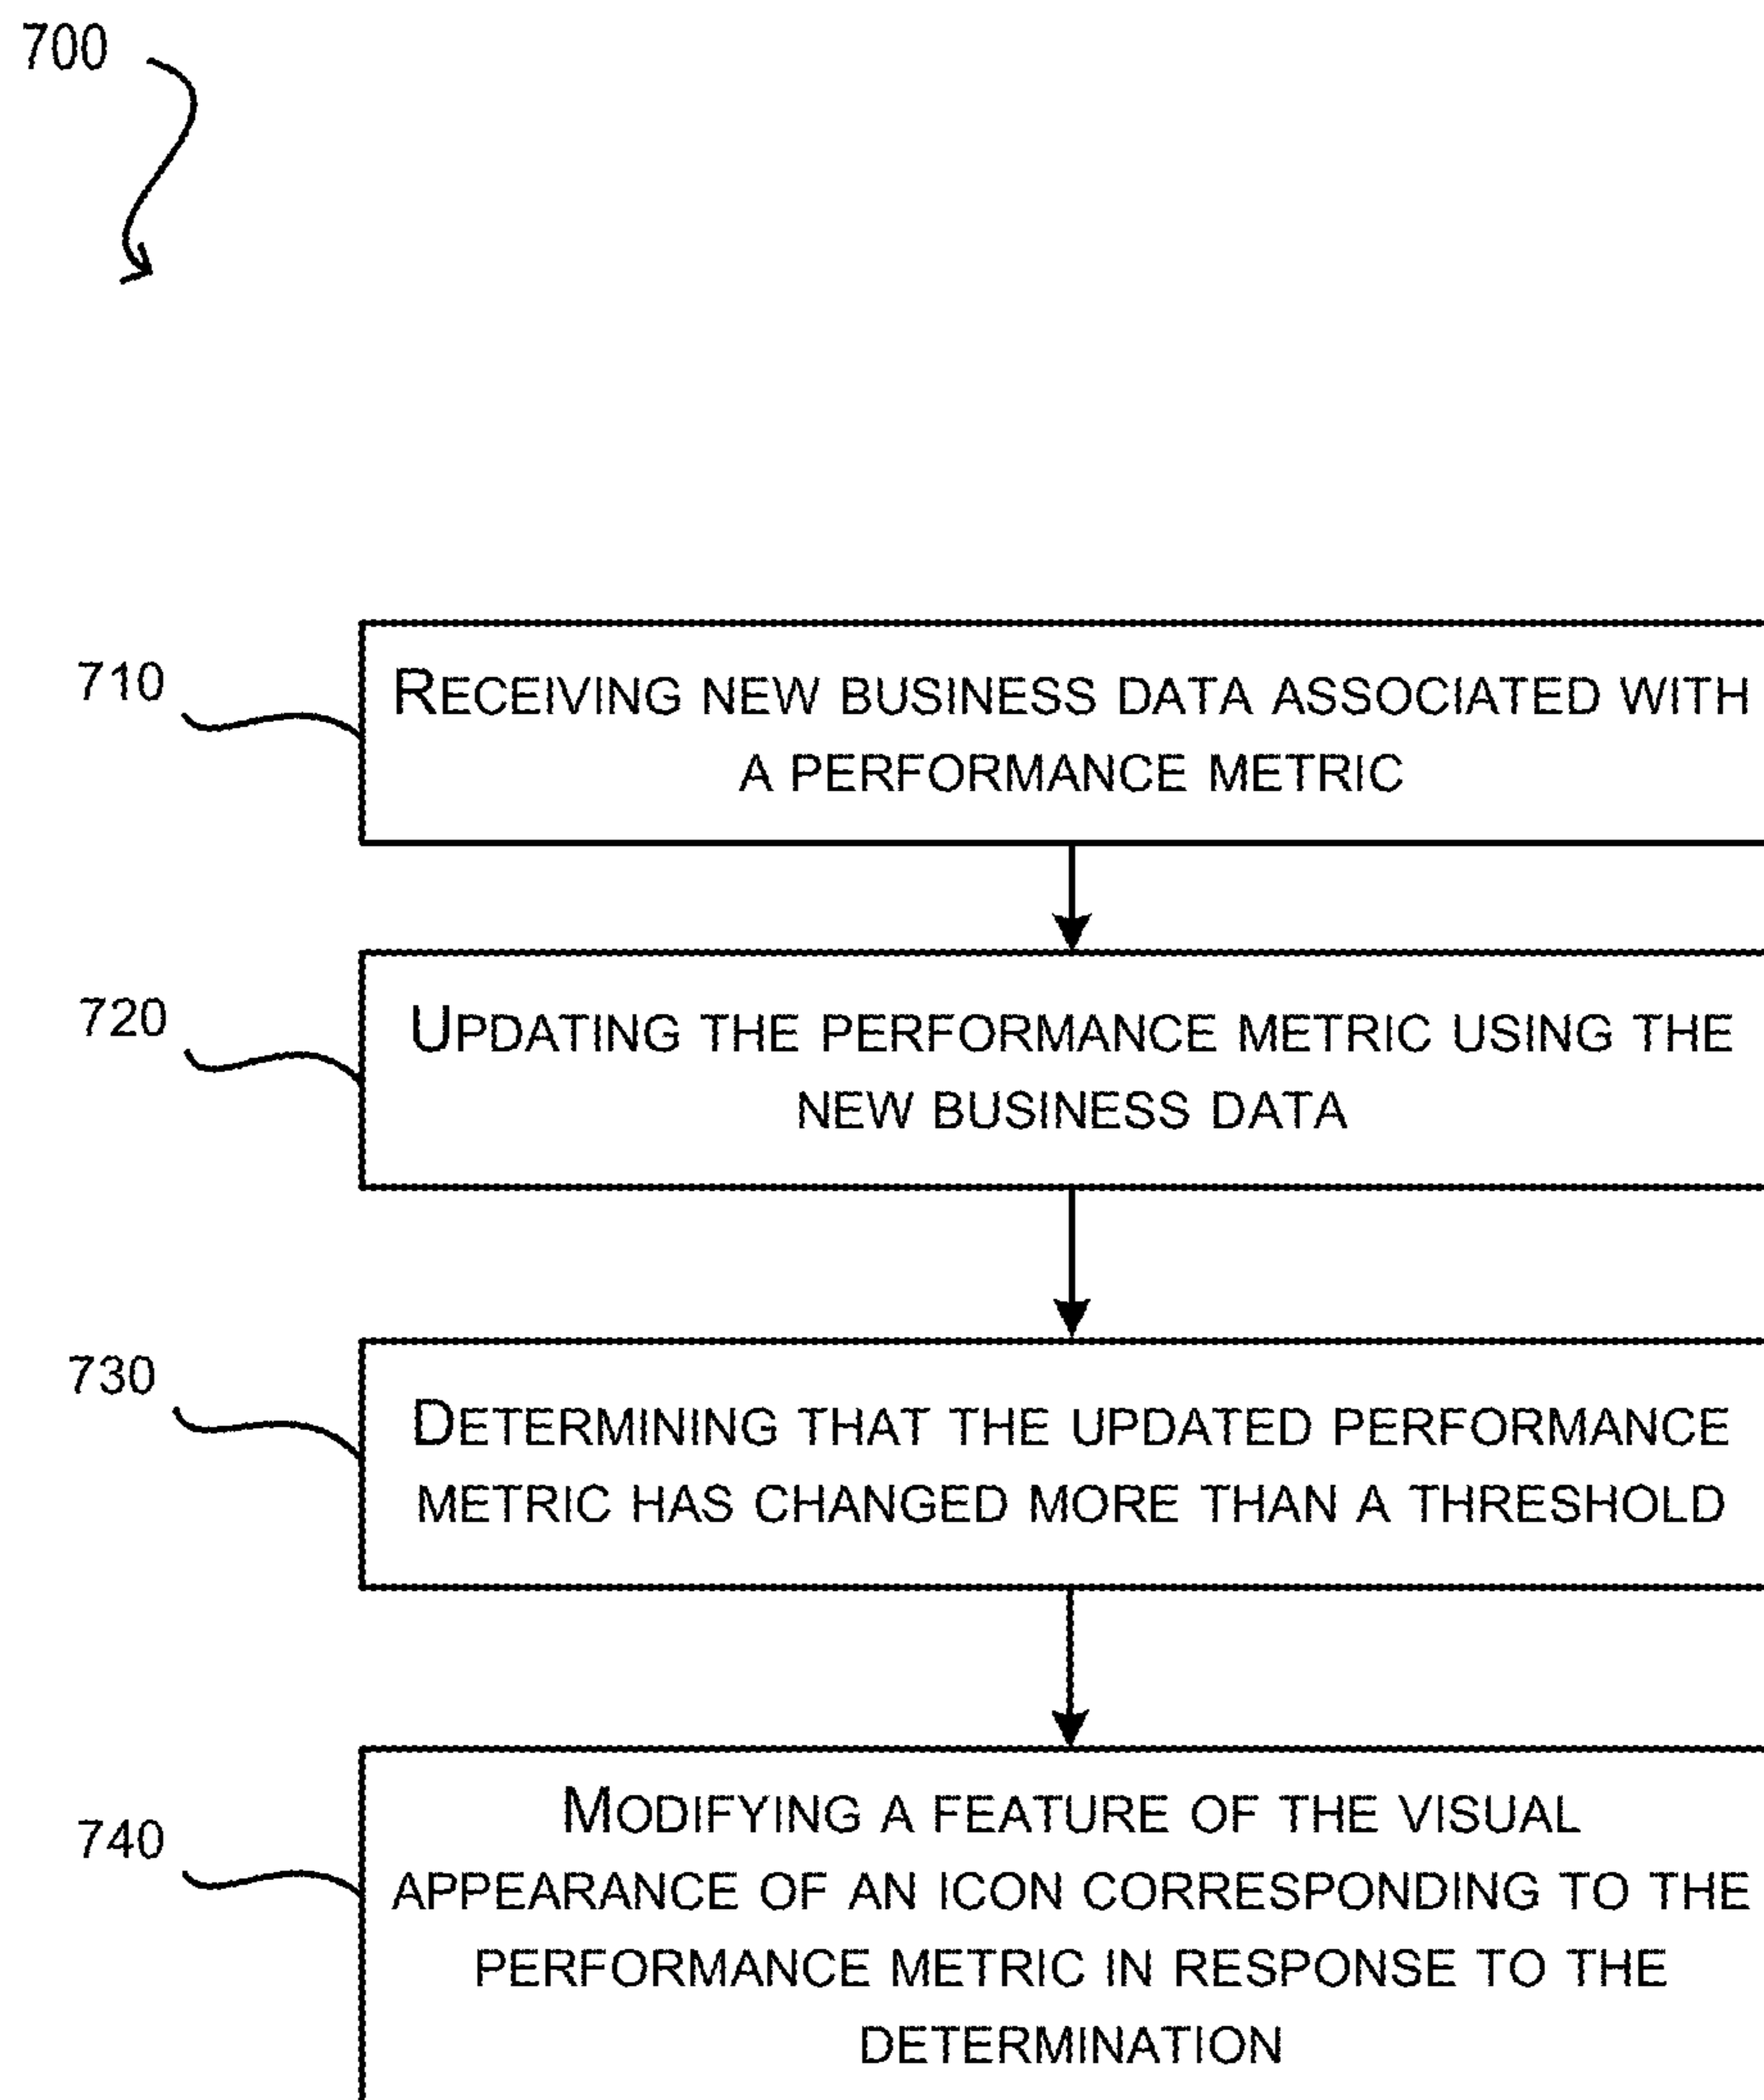 700
710
RECEIVING NEW BUSINESS DATA ASSOCIATED WITH
A PERFORMANCE METRIC
720
UPDATING THE PERFORMANCE METRIC USING THE
NEW BUSINESS DATA
730
DETERMINING THAT THE UPDATED PERFORMANCE
METRIC HAS CHANGED MORE THAN A THRESHOLD
740
MODIFYING A FEATURE OF THE VISUAL
APPEARANCE OF AN ICON CORRESPONDING TO THE
PERFORMANCE METRIC IN RESPONSE TO THE
DETERMINATION